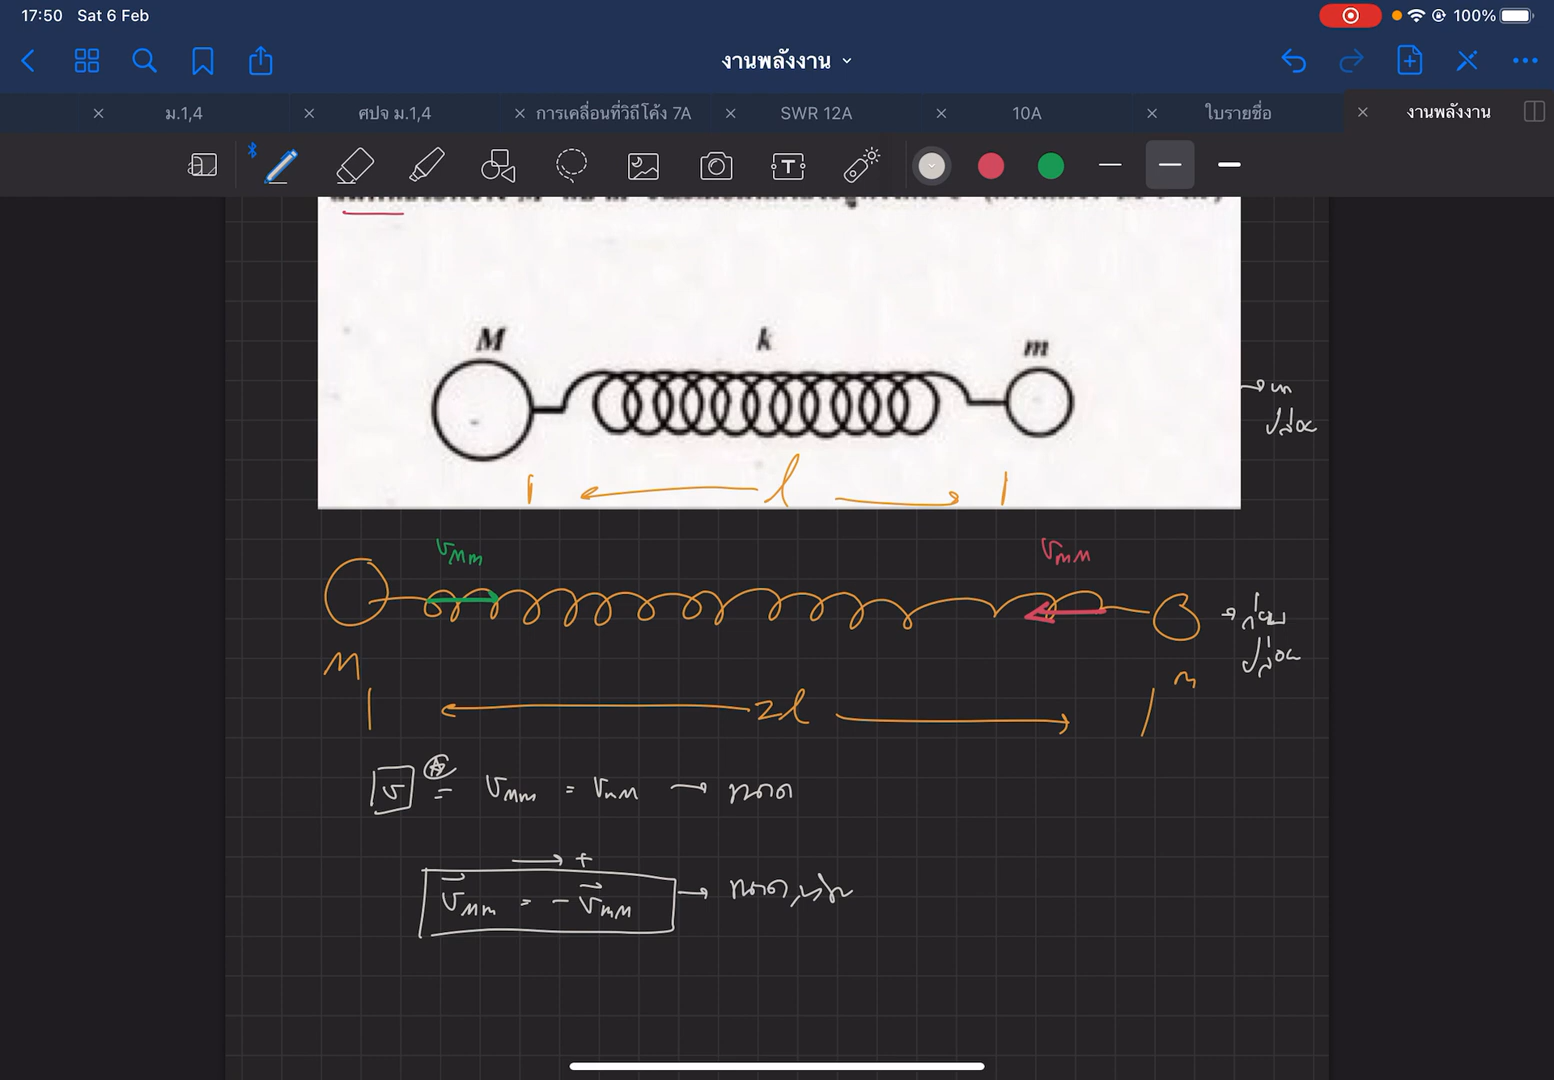 17:50 Sat 6 Feb
100%
งานพลังงาน
ม.1,4
ศปจ ม.1,4
การเคลื่อนที่วิถีโค้ง 7A
SWR 12A
10A
ใบรายชื่อ
งานพลังงาน
T
M
k
m
l
v_Mm
v_mM
M
m
2l
v = v_Mm = v_mM →
→ +
v⃗_Mm = - v⃗_mM →